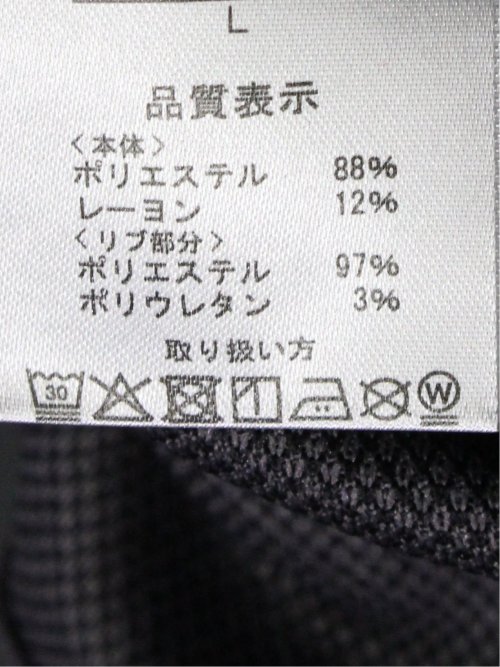 L
品質表示
〈本体〉
ポリエステル 88%
レーヨン 12%
〈リブ部分〉
ポリエステル 97%
ポリウレタン 3%
取り扱い方
30 W